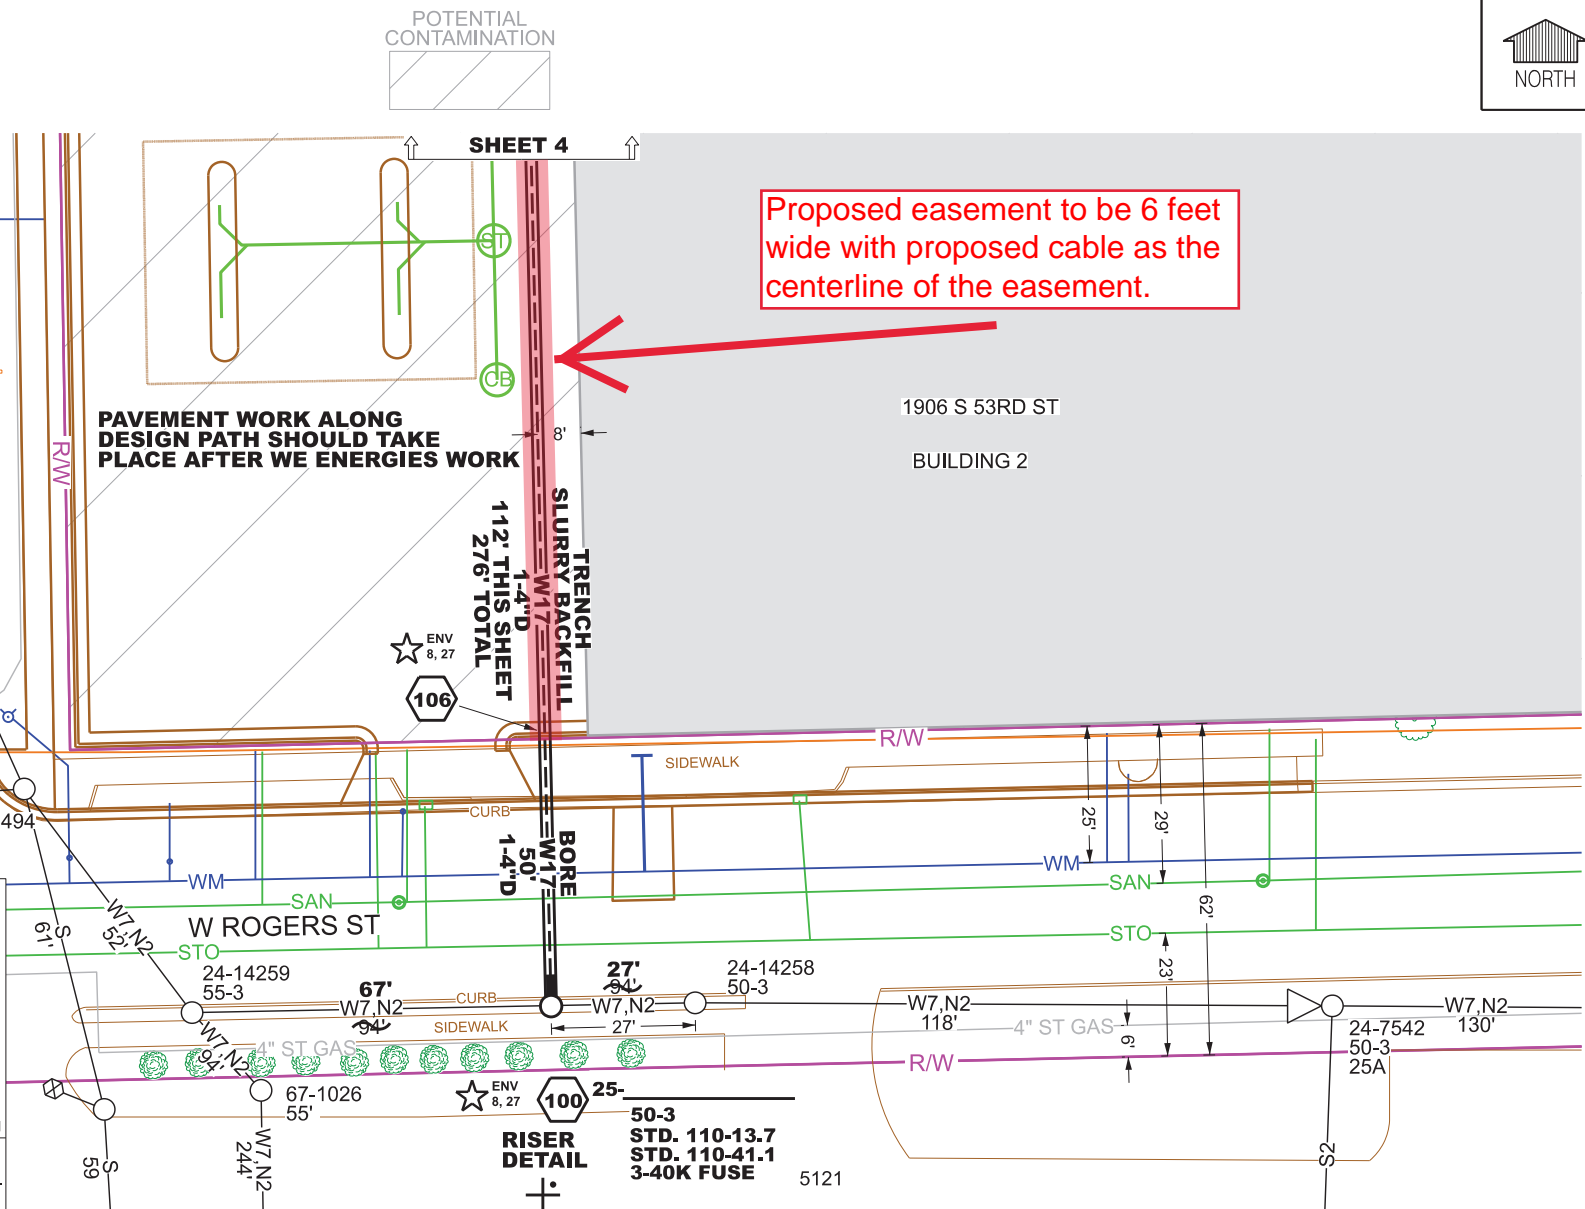 POTENTIAL
CONTAMINATION
NORTH
SHEET 4
Proposed easement to be 6 feet
wide with proposed cable as the
centerline of the easement.
ST
CB
1906 S 53RD ST
BUILDING 2
PAVEMENT WORK ALONG
DESIGN PATH SHOULD TAKE
PLACE AFTER WE ENERGIES WORK
8'
R/W
TRENCH
SLURRY BACKFILL
W17
1-4"D
112' THIS SHEET
276' TOTAL
ENV
8, 27
106
R/W
SIDEWALK
CURB
494
25'
29'
62'
BORE
W17
50'
1-4"D
WM
WM
SAN
SAN
W ROGERS ST
STO
STO
23'
S
61'
W7,N2
52'
24-14259
55-3
67'
W7,N2
94'
CURB
SIDEWALK
27'
94'
W7,N2
27'
24-14258
50-3
W7,N2
118'
4" ST GAS
6'
W7,N2
130'
24-7542
50-3
25A
4" ST GAS
W7,N2
94'
R/W
67-1026
55'
ENV
8, 27
100
25-
50-3
STD. 110-13.7
STD. 110-41.1
3-40K FUSE
RISER
DETAIL
5121
S
59
W7,N2
244'
S2